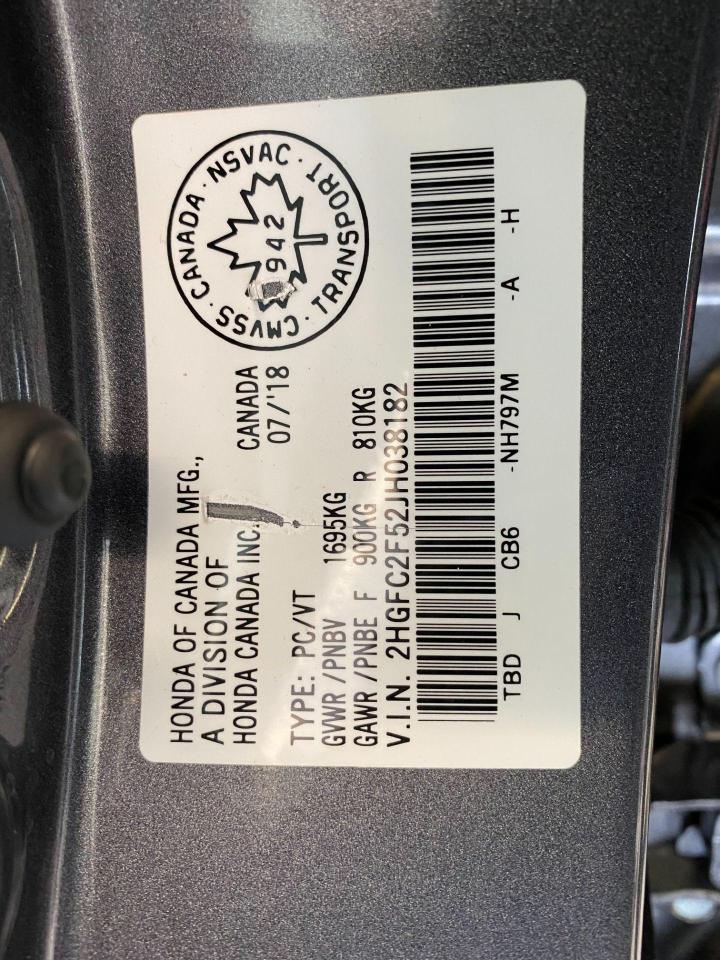 HONDA OF CANADA MFG.,
A DIVISION OF
HONDA CANADA INC.
CANADA
07/'18
CMVSS · CANADA · NSVAC · TRANSPORT ·
942
TYPE: PC/VT
GVWR/PNBV 1695KG
GAWR/PNBE F 900KG R 810KG
V.I.N. 2HGFC2F52JH038182
TBD J CB6 -NH797M -A -H